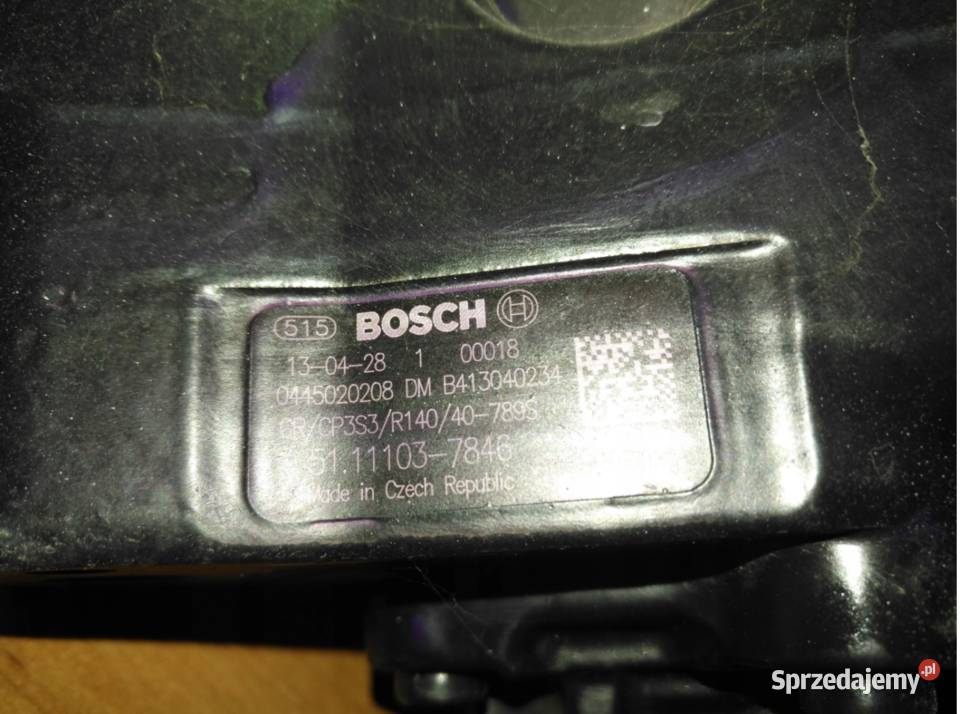 515 BOSCH
13-04-28 1 00018
0445020208 DM B413040234
CR/CP3S3/R140/40-789S
51.11103-7846
Made in Czech Republic
Sprzedajemy.pl